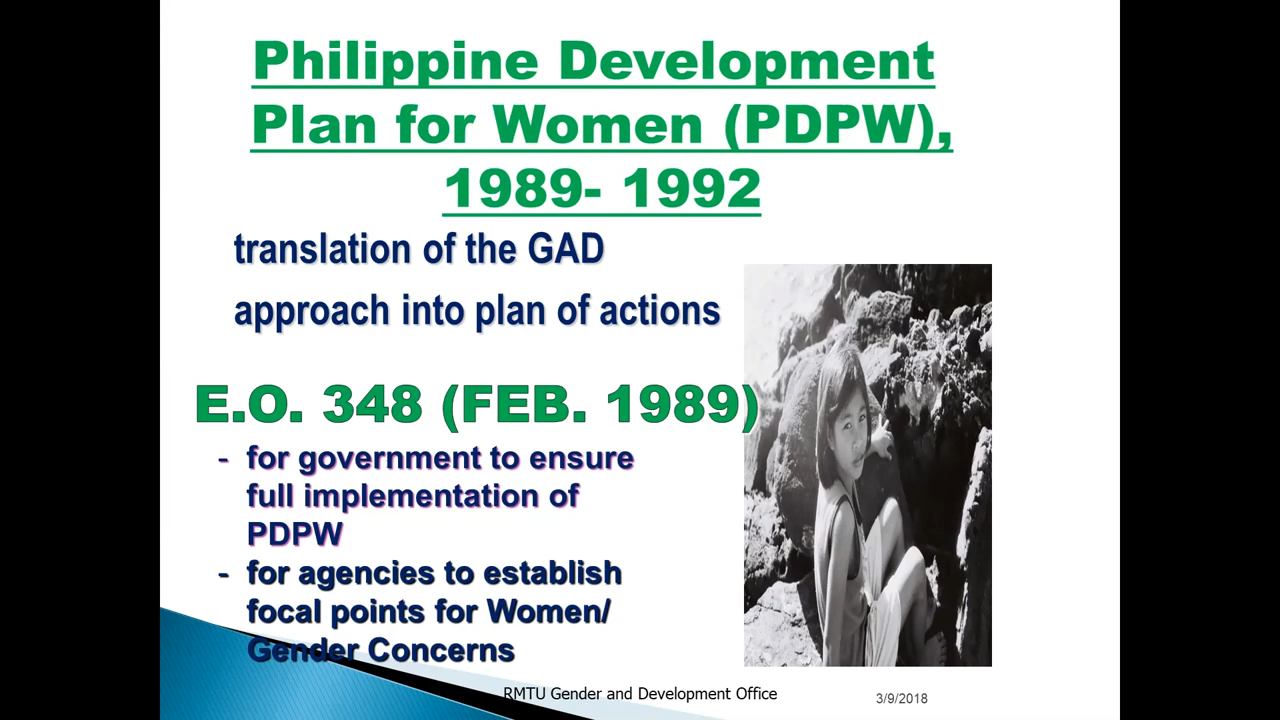 Philippine Development
Plan for Women (PDPW),
1989- 1992
translation of the GAD
approach into plan of actions
E.O. 348 (FEB. 1989)
- for government to ensure
full implementation of
PDPW
- for agencies to establish
focal points for Women/
Gender Concerns
RMTU Gender and Development Office
3/9/2018